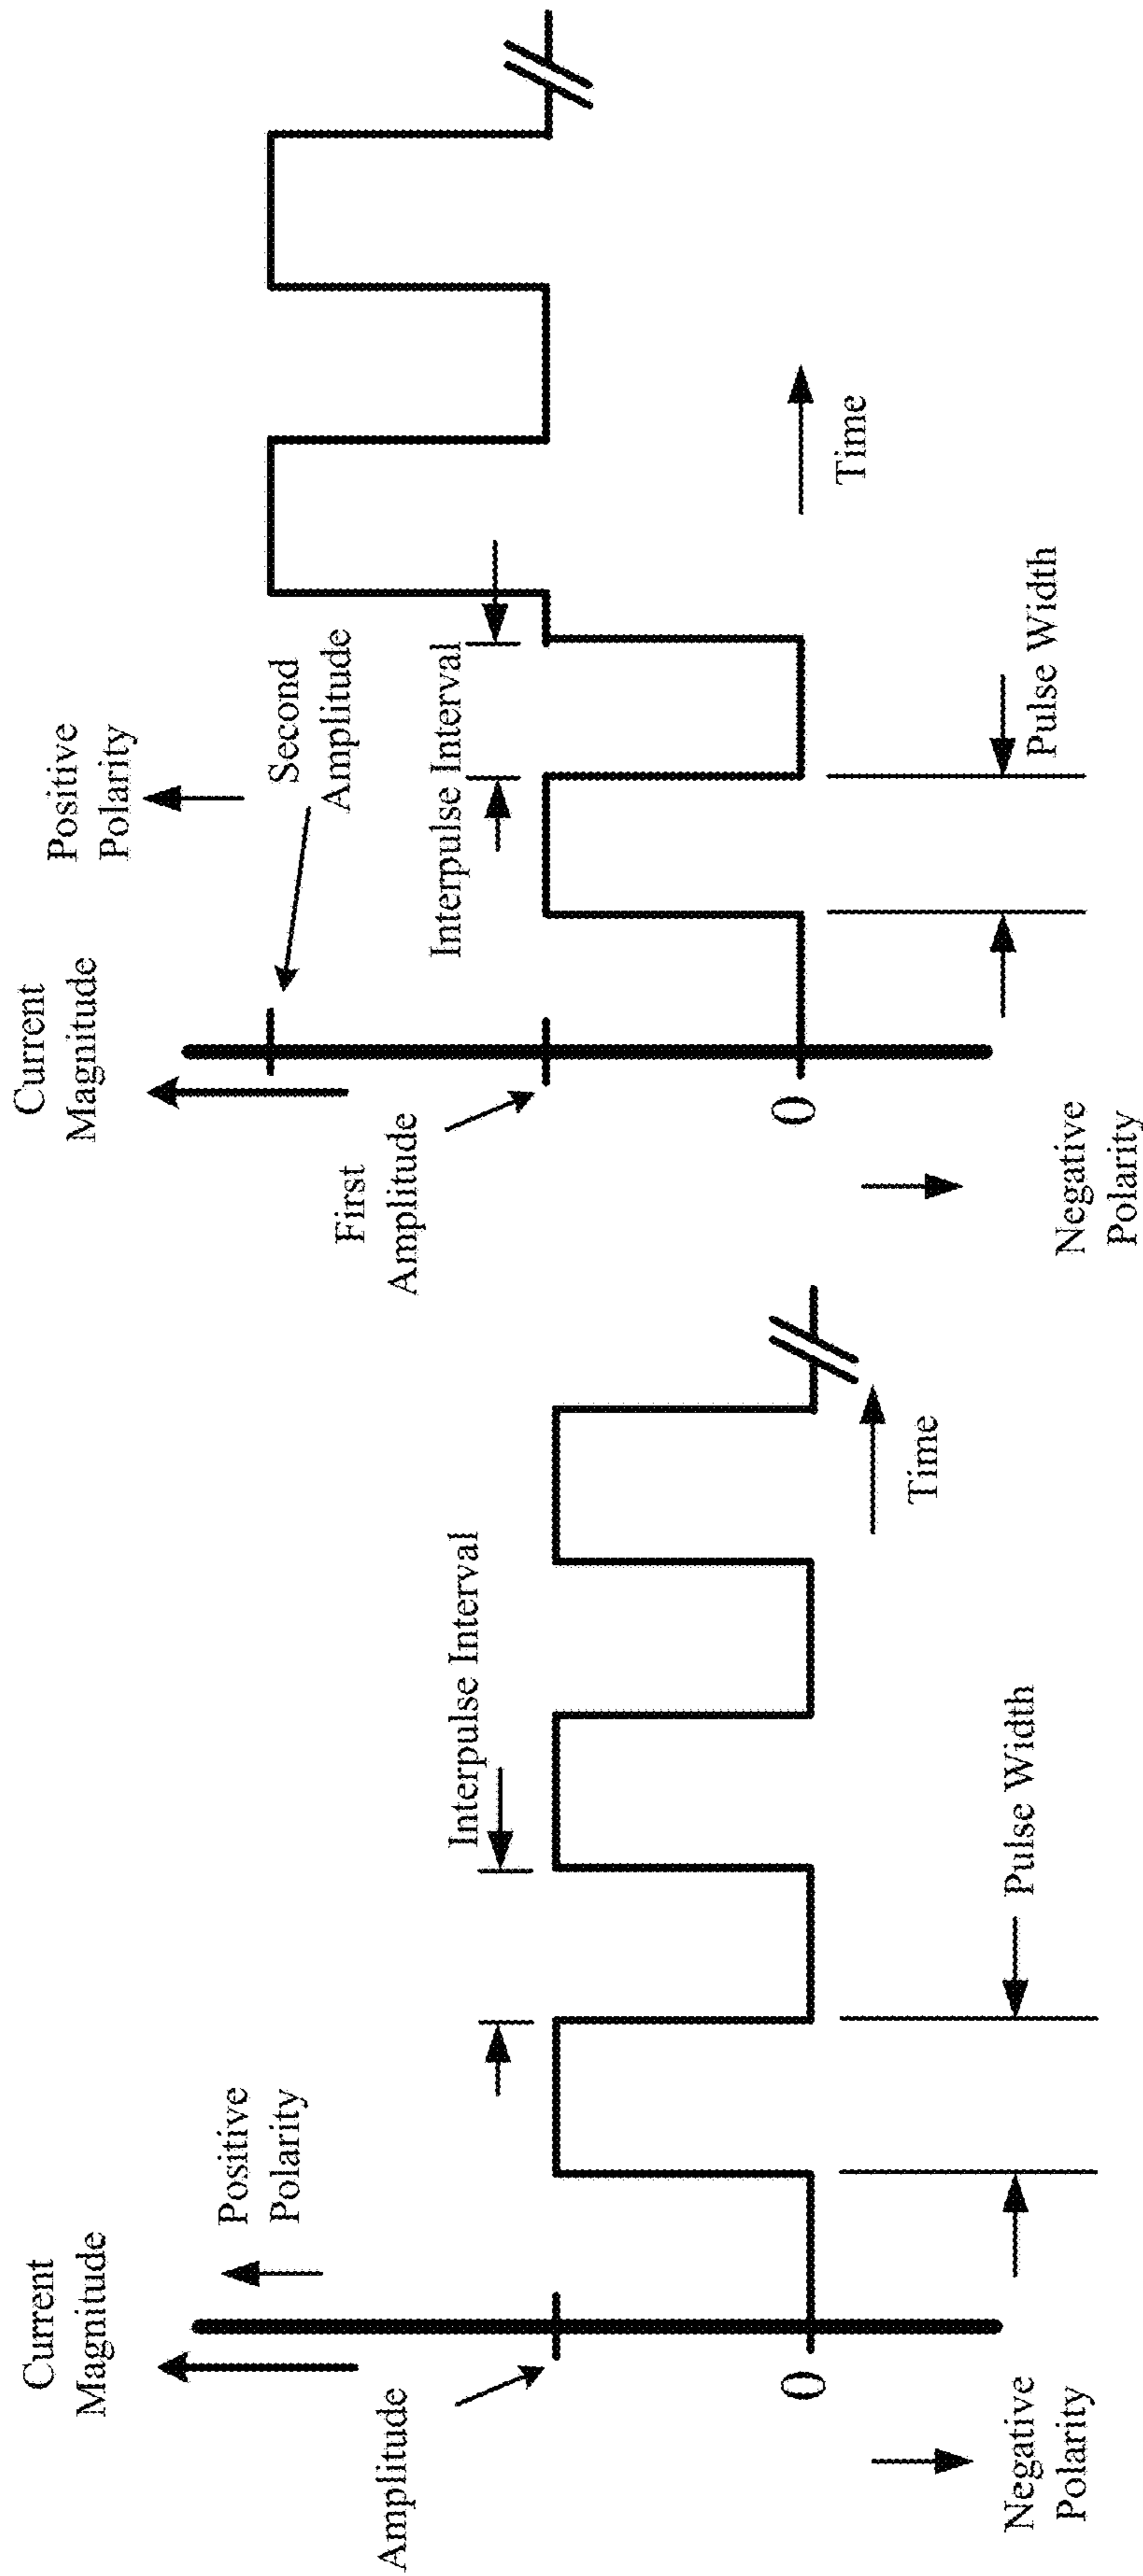 Current
Magnitude
Positive
Polarity
Amplitude
Interpulse Interval
0
Time
Negative
Polarity
Pulse Width
Current
Magnitude
Positive
Polarity
Second
Amplitude
First
Amplitude
Interpulse Interval
0
Time
Negative
Polarity
Pulse Width